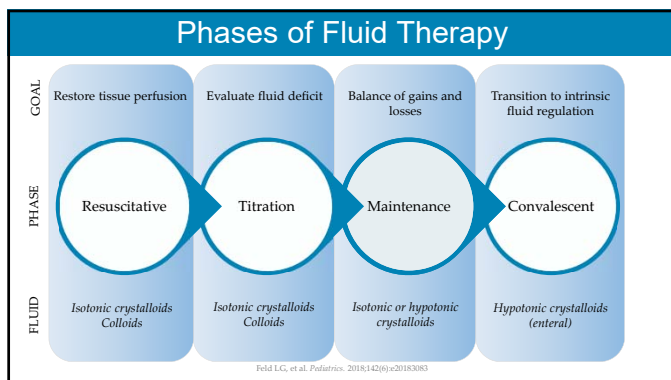 Phases of Fluid Therapy
GOAL
Restore tissue perfusion
Evaluate fluid deficit
Balance of gains and
losses
Transition to intrinsic
fluid regulation
PHASE
Resuscitative
Titration
Maintenance
Convalescent
FLUID
Isotonic crystalloids
Colloids
Isotonic crystalloids
Colloids
Isotonic or hypotonic
crystalloids
Hypotonic crystalloids
(enteral)
Feld LG, et al. Pediatrics. 2018;142(6):e20183083